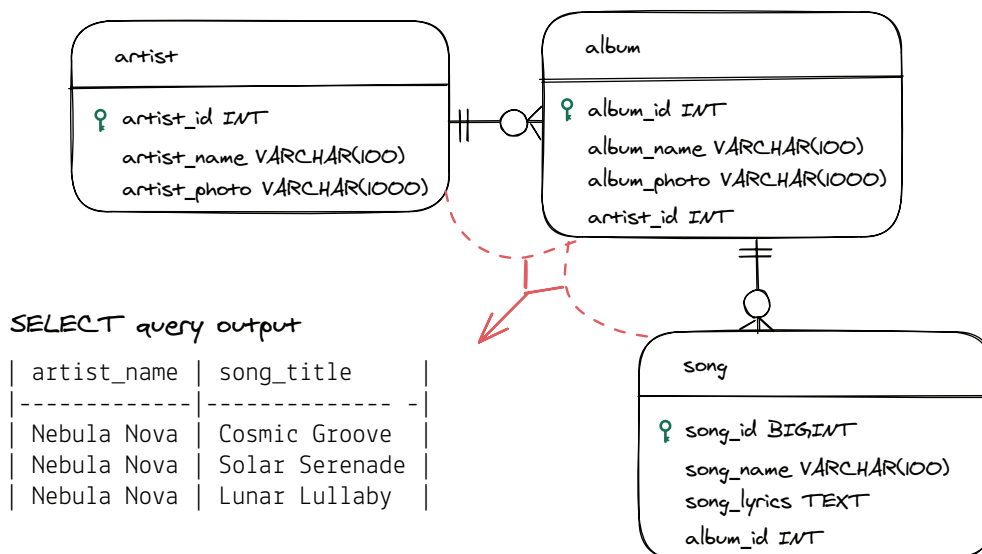 artist
artist_id INT
artist_name VARCHAR(100)
artist_photo VARCHAR(1000)
album
album_id INT
album_name VARCHAR(100)
album_photo VARCHAR(1000)
artist_id INT
SELECT query output
| artist_name | song_title |
|-------------|-------------- -|
| Nebula Nova | Cosmic Groove |
| Nebula Nova | Solar Serenade |
| Nebula Nova | Lunar Lullaby |
song
song_id BIGINT
song_name VARCHAR(100)
song_lyrics TEXT
album_id INT